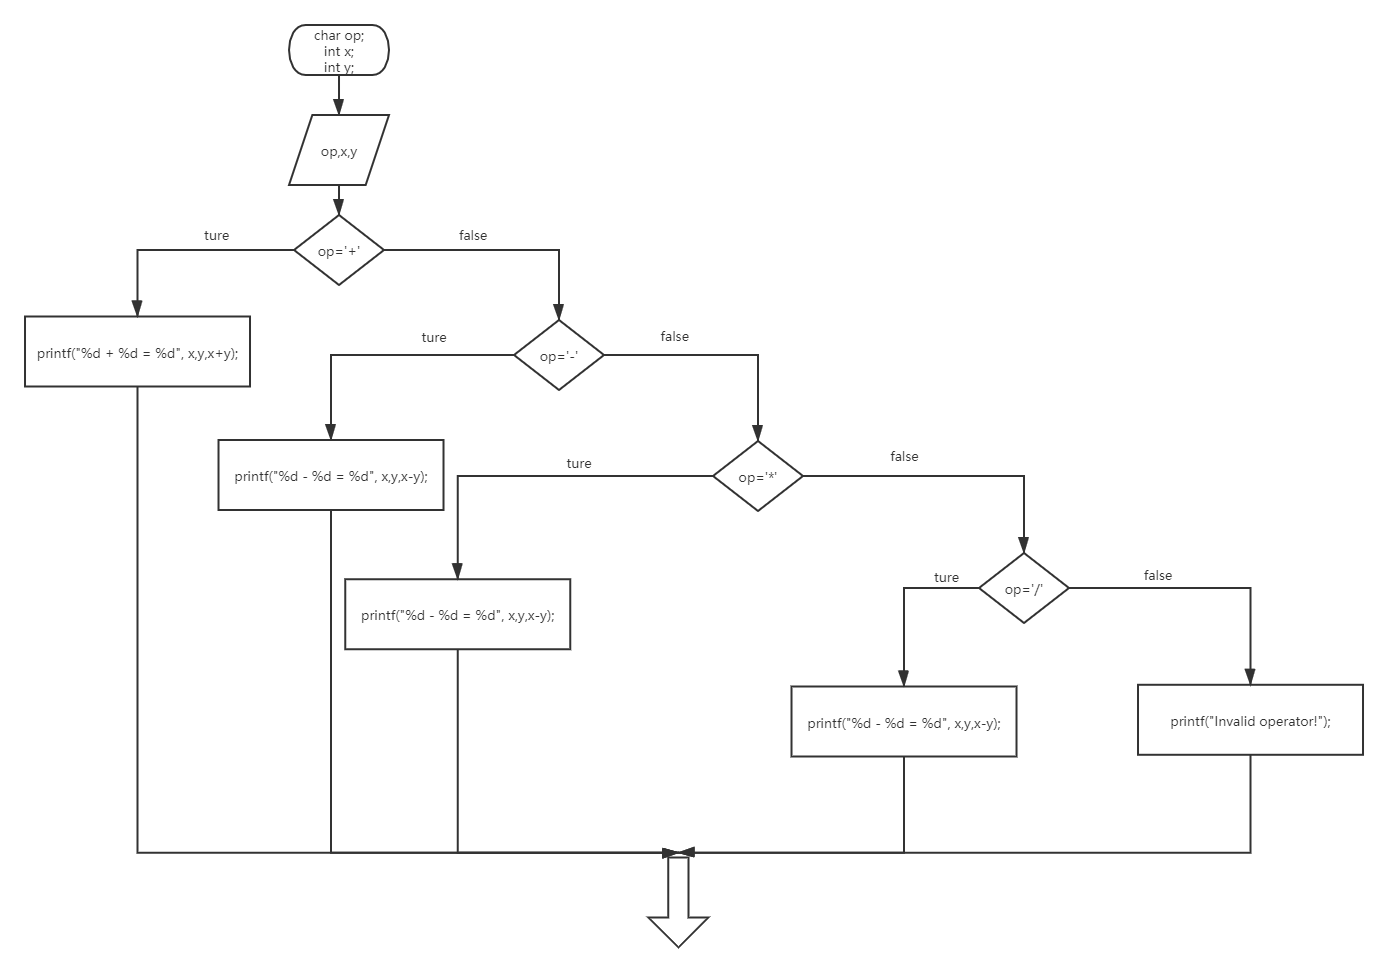 char op;
int x;
int y;
op,x,y
ture
op='+'
false
printf("%d + %d = %d", x,y,x+y);
ture
op='-'
false
printf("%d - %d = %d", x,y,x-y);
ture
op='*'
false
printf("%d - %d = %d", x,y,x-y);
ture
op='/'
false
printf("%d - %d = %d", x,y,x-y);
printf("Invalid operator!");